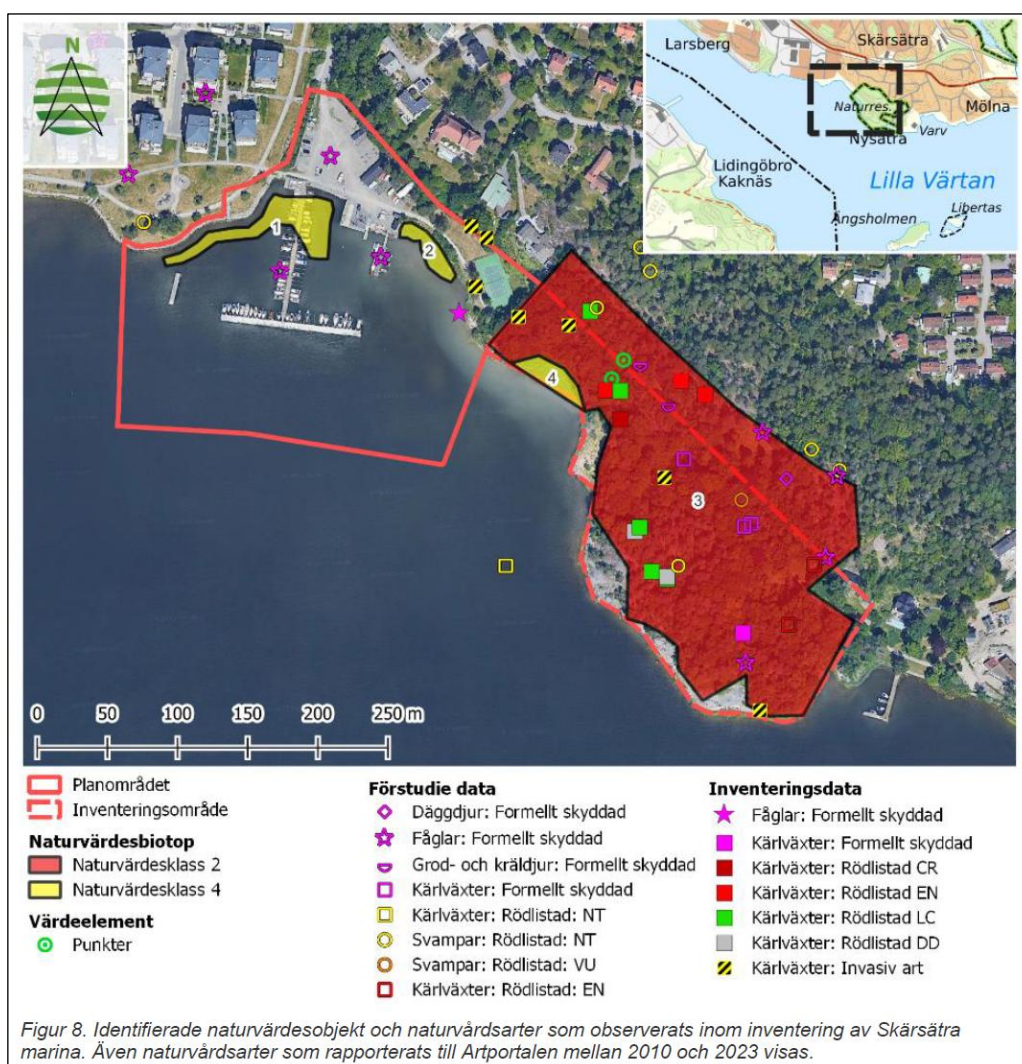 N
Larsberg
Skärsätra
Naturres.
Mölna
Varv
Nysätra
Lidingöbro
Kaknäs
Lilla Värtan
Ängsholmen
Libertas
1
2
4
3
0 50 100 150 200 250 m
Planområdet
Inventeringsområde
Naturvärdesbiotop
Naturvärdesklass 2
Naturvärdesklass 4
Värdeelement
Punkter
Förstudie data
Däggdjur: Formellt skyddad
Fåglar: Formellt skyddad
Grod- och kräldjur: Formellt skyddad
Kärlväxter: Formellt skyddad
Kärlväxter: Rödlistad: NT
Svampar: Rödlistad: NT
Svampar: Rödlistad: VU
Kärlväxter: Rödlistad: EN
Inventeringsdata
Fåglar: Formellt skyddad
Kärlväxter: Formellt skyddad
Kärlväxter: Rödlistad CR
Kärlväxter: Rödlistad EN
Kärlväxter: Rödlistad LC
Kärlväxter: Rödlistad DD
Kärlväxter: Invasiv art
Figur 8. Identifierade naturvärdesobjekt och naturvårdsarter som observerats inom inventering av Skärsätra
marina. Även naturvårdsarter som rapporterats till Artportalen mellan 2010 och 2023 visas.